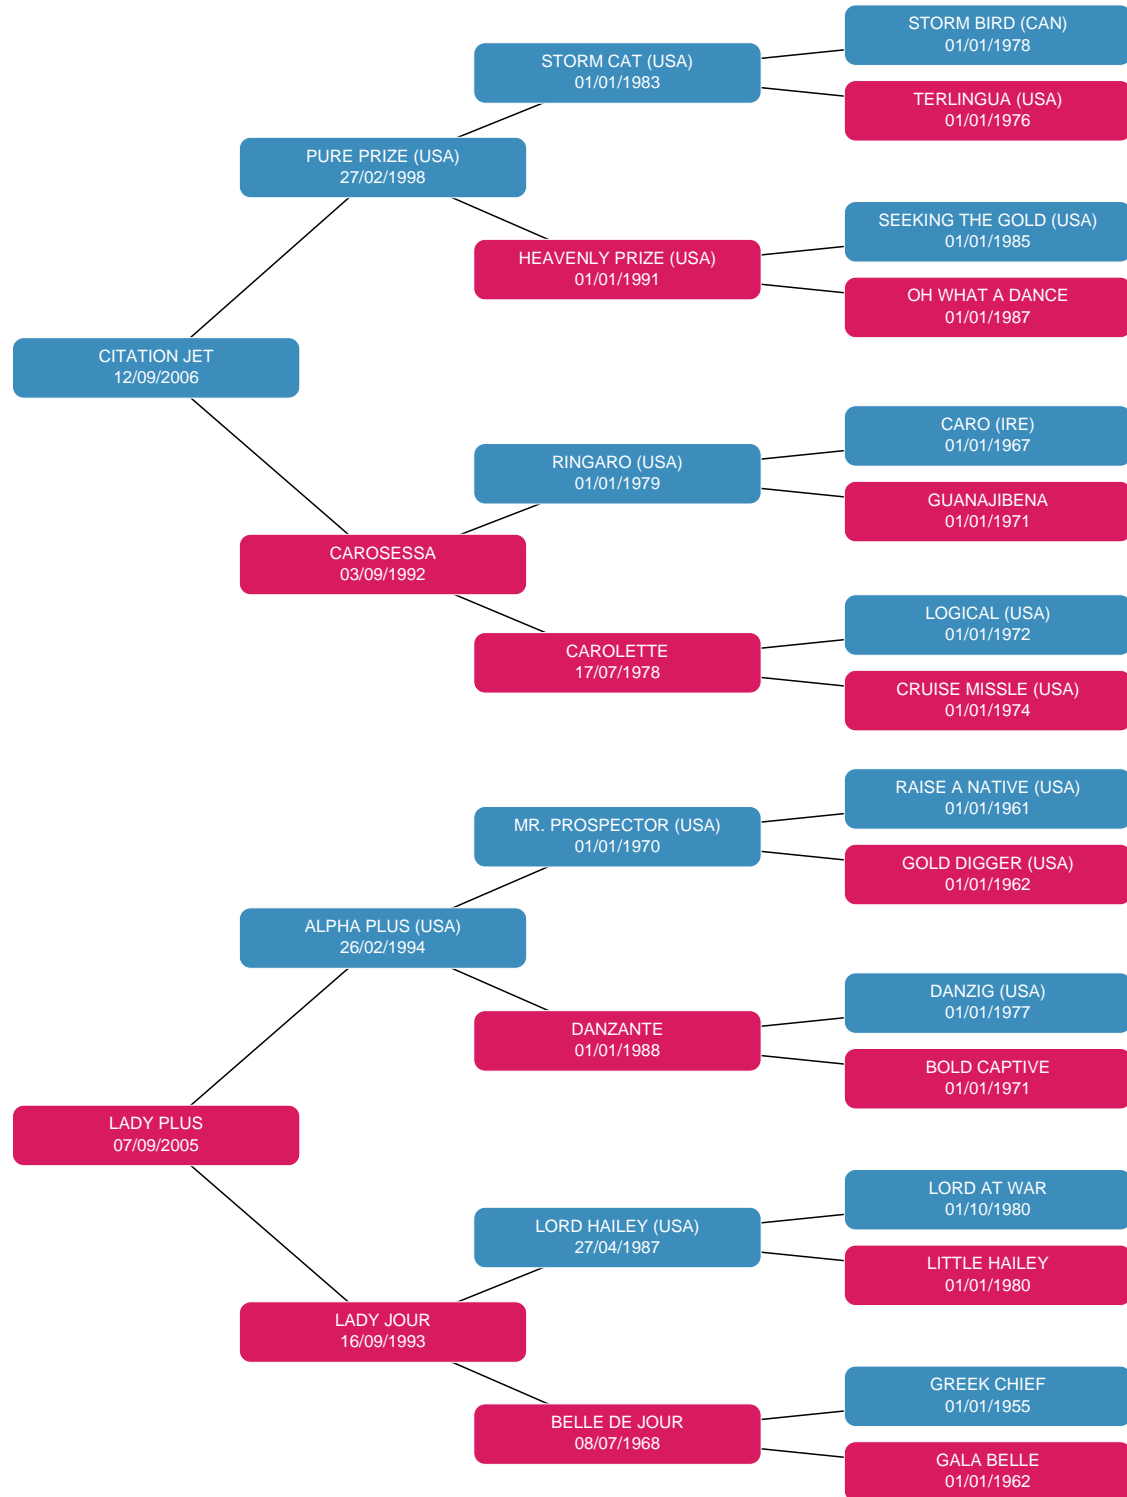 STORM BIRD (CAN)
01/01/1978
STORM CAT (USA)
01/01/1983
TERLINGUA (USA)
01/01/1976
PURE PRIZE (USA)
27/02/1998
SEEKING THE GOLD (USA)
01/01/1985
HEAVENLY PRIZE (USA)
01/01/1991
OH WHAT A DANCE
01/01/1987
CITATION JET
12/09/2006
CARO (IRE)
01/01/1967
RINGARO (USA)
01/01/1979
GUANAJIBENA
01/01/1971
CAROSESSA
03/09/1992
LOGICAL (USA)
01/01/1972
CAROLETTE
17/07/1978
CRUISE MISSLE (USA)
01/01/1974
RAISE A NATIVE (USA)
01/01/1961
MR. PROSPECTOR (USA)
01/01/1970
GOLD DIGGER (USA)
01/01/1962
ALPHA PLUS (USA)
26/02/1994
DANZIG (USA)
01/01/1977
DANZANTE
01/01/1988
BOLD CAPTIVE
01/01/1971
LADY PLUS
07/09/2005
LORD AT WAR
01/10/1980
LORD HAILEY (USA)
27/04/1987
LITTLE HAILEY
01/01/1980
LADY JOUR
16/09/1993
GREEK CHIEF
01/01/1955
BELLE DE JOUR
08/07/1968
GALA BELLE
01/01/1962